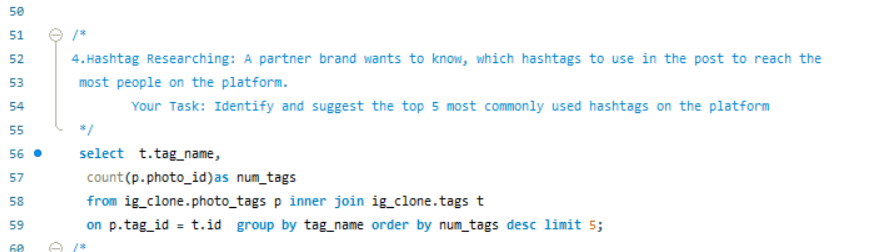 50
51 /*
52 4.Hashtag Researching: A partner brand wants to know, which hashtags to use in the post to reach the
53 most people on the platform.
54 Your Task: Identify and suggest the top 5 most commonly used hashtags on the platform
55 */
56 select t.tag_name,
57 count(p.photo_id)as num_tags
58 from ig_clone.photo_tags p inner join ig_clone.tags t
59 on p.tag_id = t.id group by tag_name order by num_tags desc limit 5;
60 /*